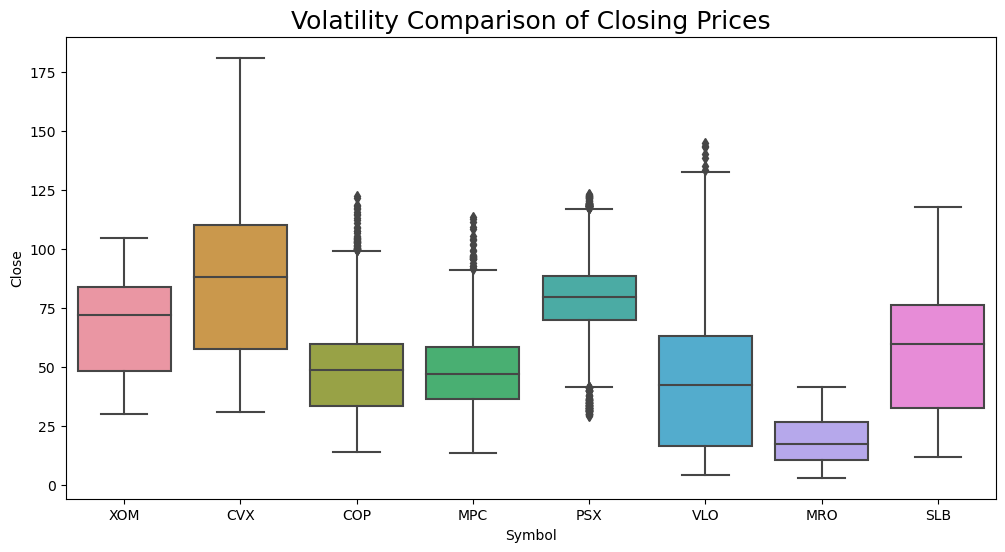 Volatility Comparison of Closing Prices
175
150
125
100
75
50
25
0
Close
XOM CVX COP MPC PSX VLO MRO SLB
Symbol